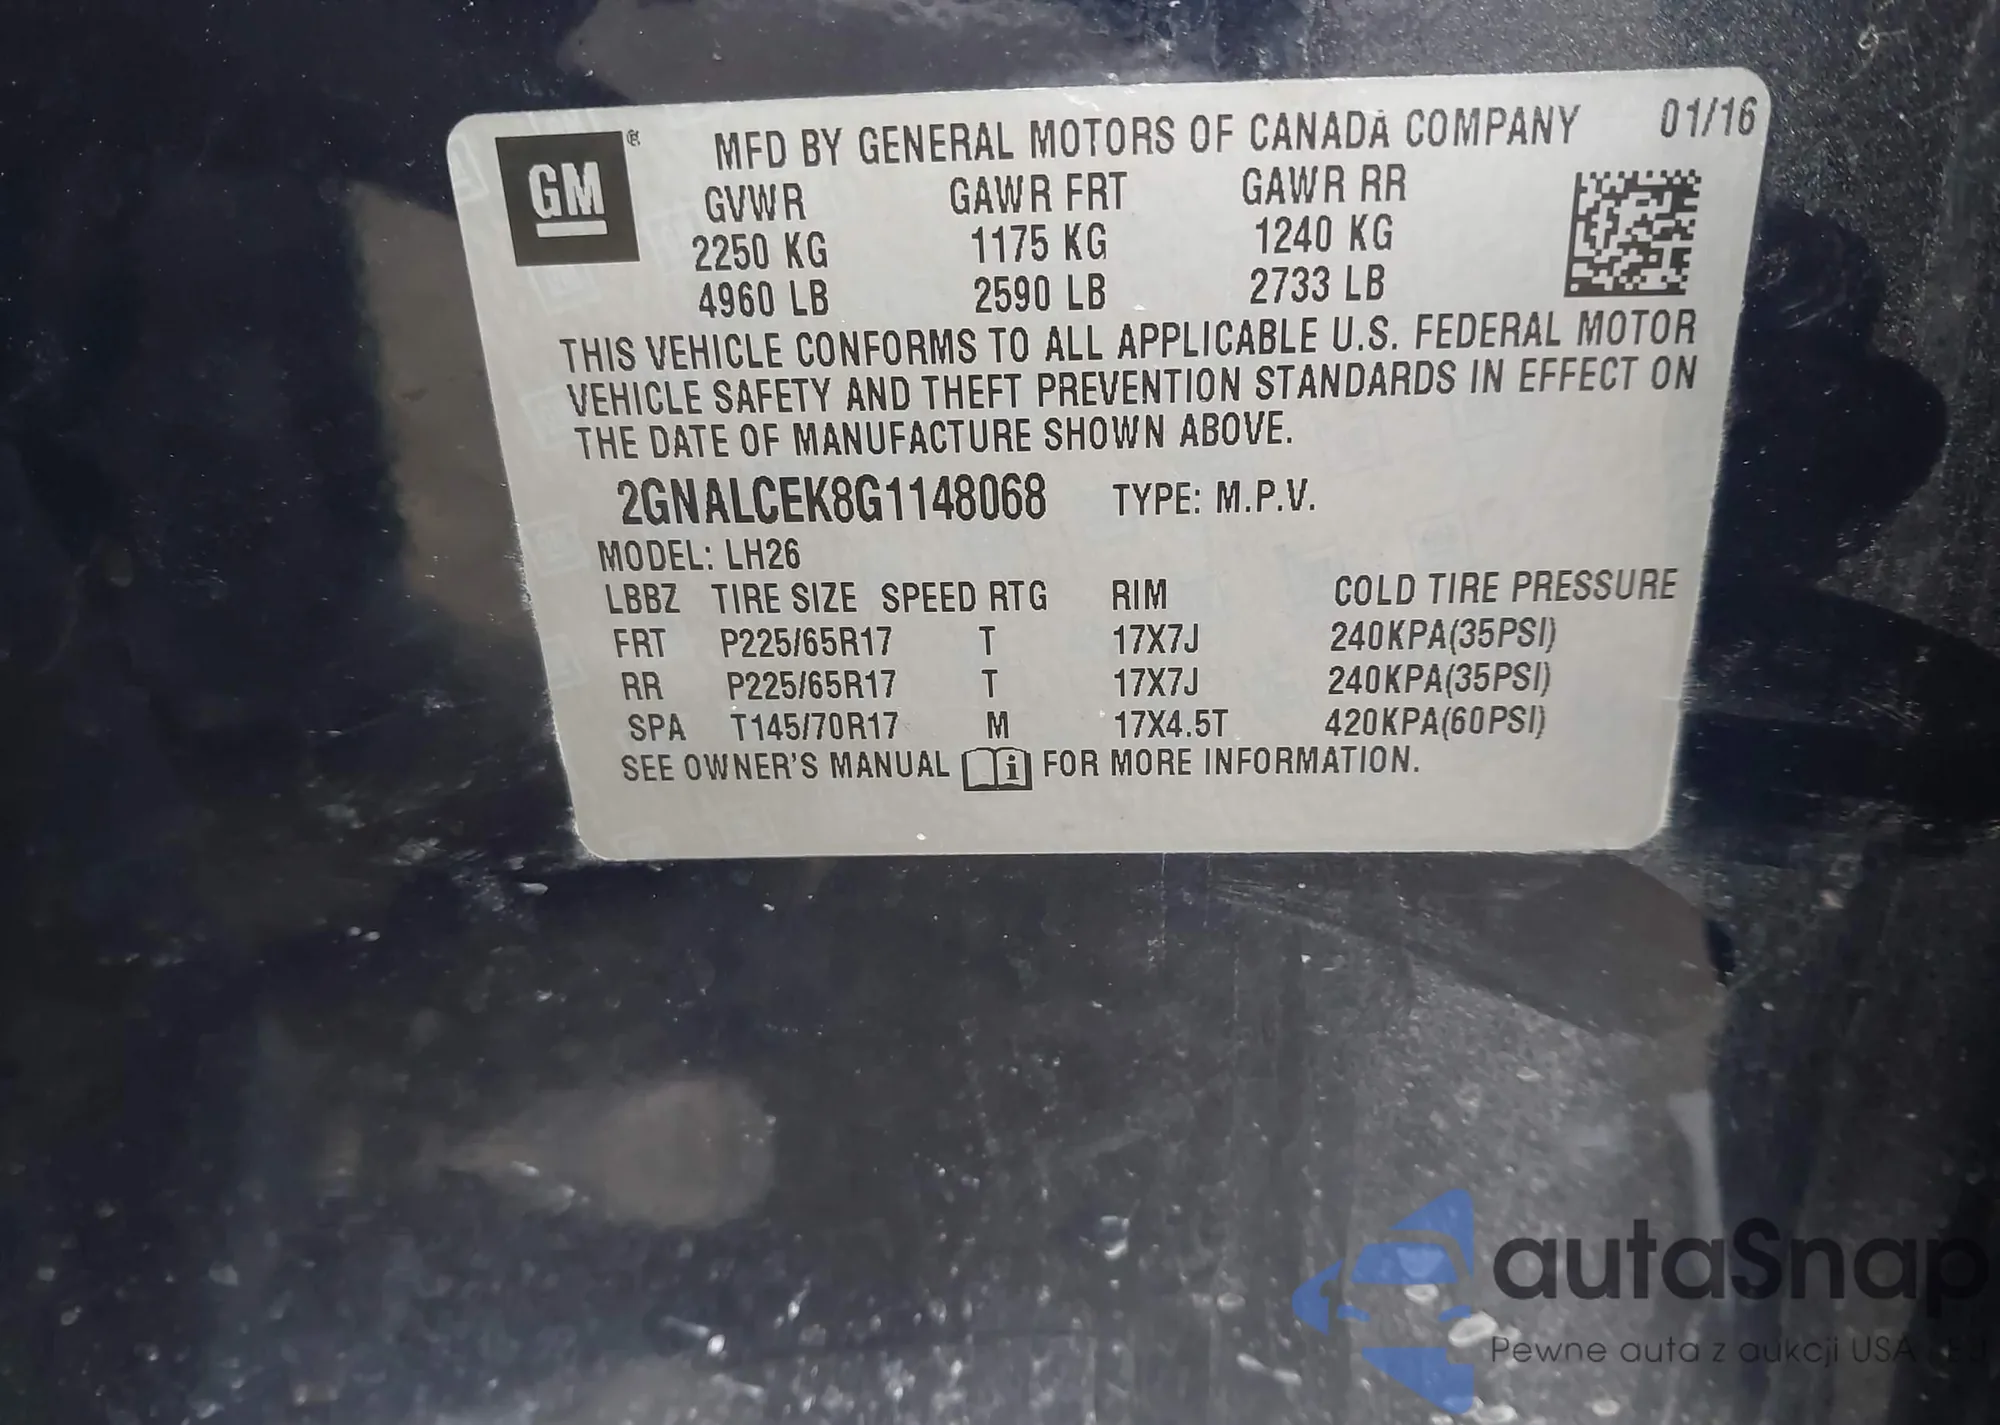 GM ® MFD BY GENERAL MOTORS OF CANADA COMPANY 01/16
GVWR GAWR FRT GAWR RR
2250 KG 1175 KG 1240 KG
4960 LB 2590 LB 2733 LB
THIS VEHICLE CONFORMS TO ALL APPLICABLE U.S. FEDERAL MOTOR
VEHICLE SAFETY AND THEFT PREVENTION STANDARDS IN EFFECT ON
THE DATE OF MANUFACTURE SHOWN ABOVE.
2GNALCEK8G1148068 TYPE: M.P.V.
MODEL: LH26
LBBZ TIRE SIZE SPEED RTG RIM COLD TIRE PRESSURE
FRT P225/65R17 T 17X7J 240KPA(35PSI)
RR P225/65R17 T 17X7J 240KPA(35PSI)
SPA T145/70R17 M 17X4.5T 420KPA(60PSI)
SEE OWNER'S MANUAL i FOR MORE INFORMATION.
autaSnap
Pewne auta z aukcji USA